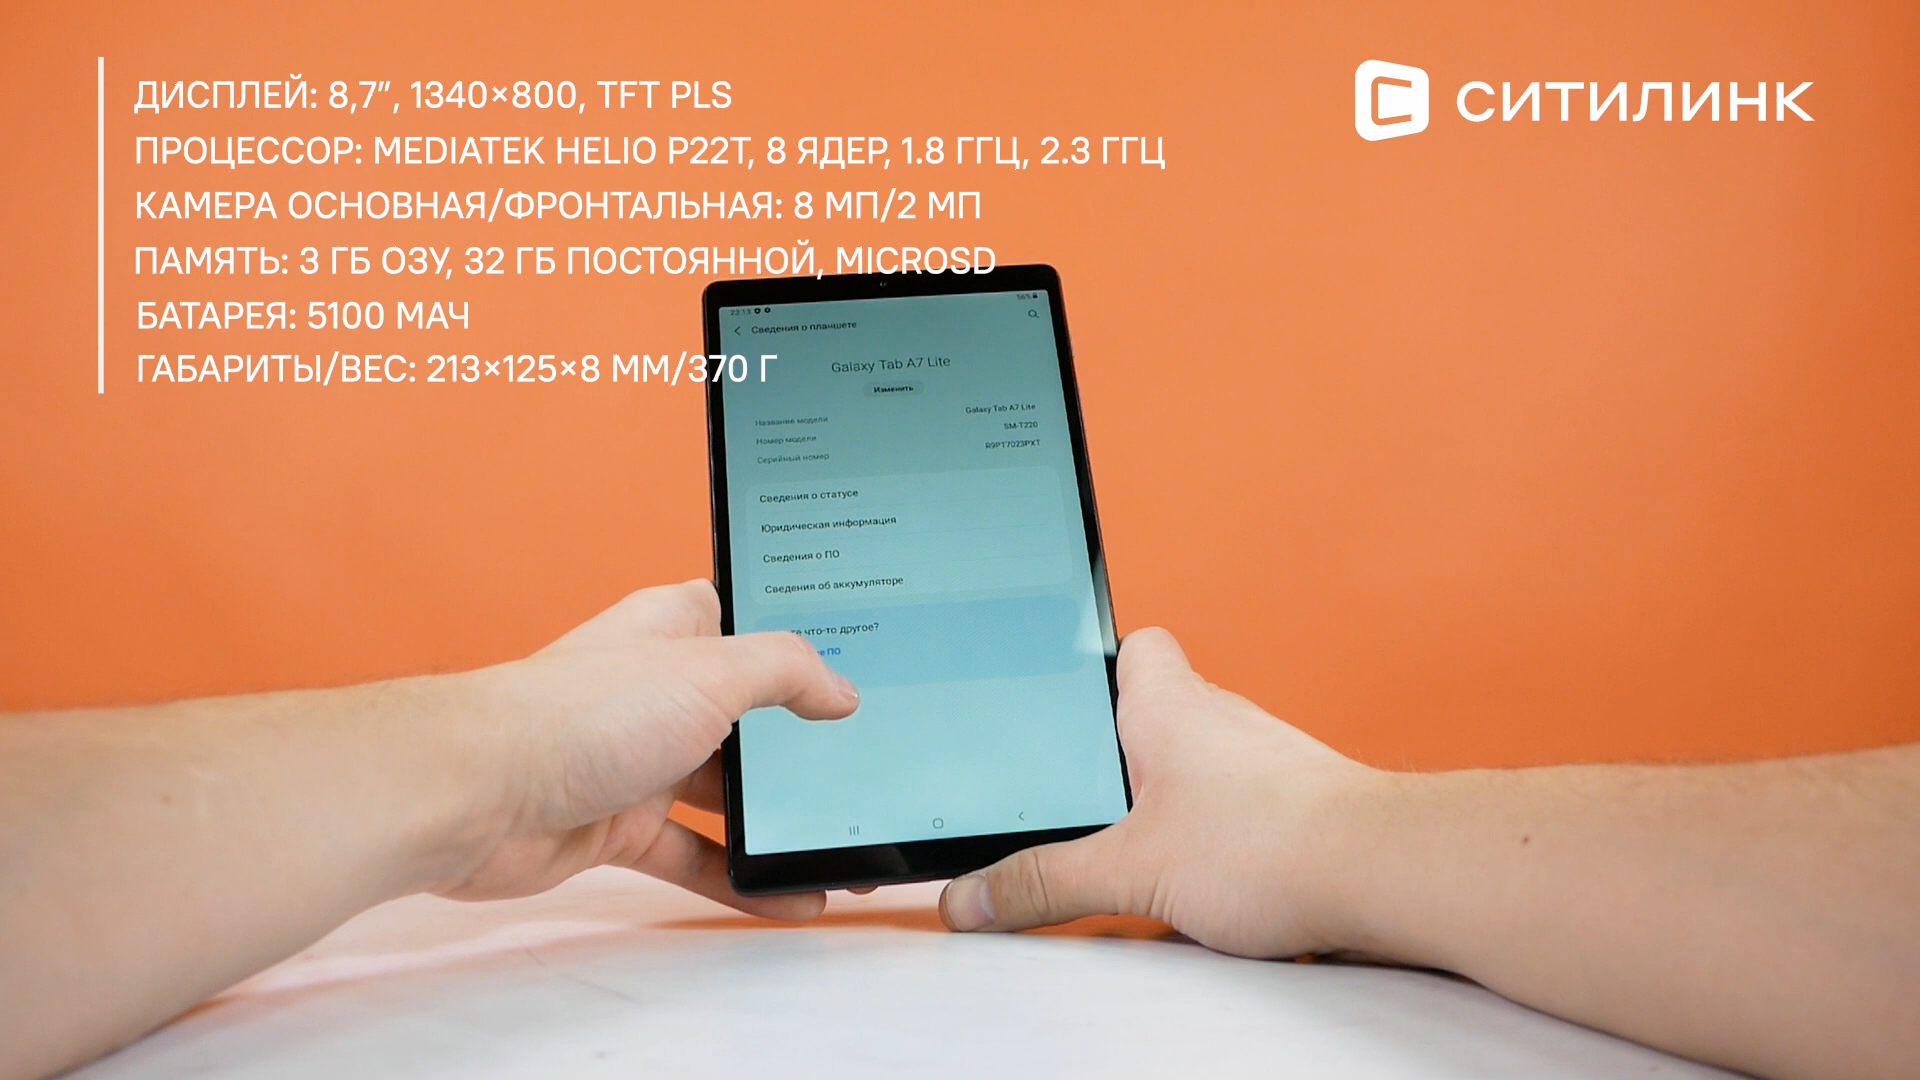 ДИСПЛЕЙ: 8,7”, 1340×800, TFT PLS
ПРОЦЕССОР: MEDIATEK HELIO P22T, 8 ЯДЕР, 1.8 ГГЦ, 2.3 ГГЦ
КАМЕРА ОСНОВНАЯ/ФРОНТАЛЬНАЯ: 8 МП/2 МП
ПАМЯТЬ: 3 ГБ ОЗУ, 32 ГБ ПОСТОЯННОЙ, MICROSD
БАТАРЕЯ: 5100 МАЧ
ГАБАРИТЫ/ВЕС: 213×125×8 ММ/370 Г
СИТИЛИНК
22:13 56%
Сведения о планшете
Galaxy Tab A7 Lite
Изменить
Название модели Galaxy Tab A7 Lite
Номер модели SM-T220
Серийный номер R9PT7023PXT
Сведения о статусе
Юридическая информация
Сведения о ПО
Сведения об аккумуляторе
что-то другое?
ПО